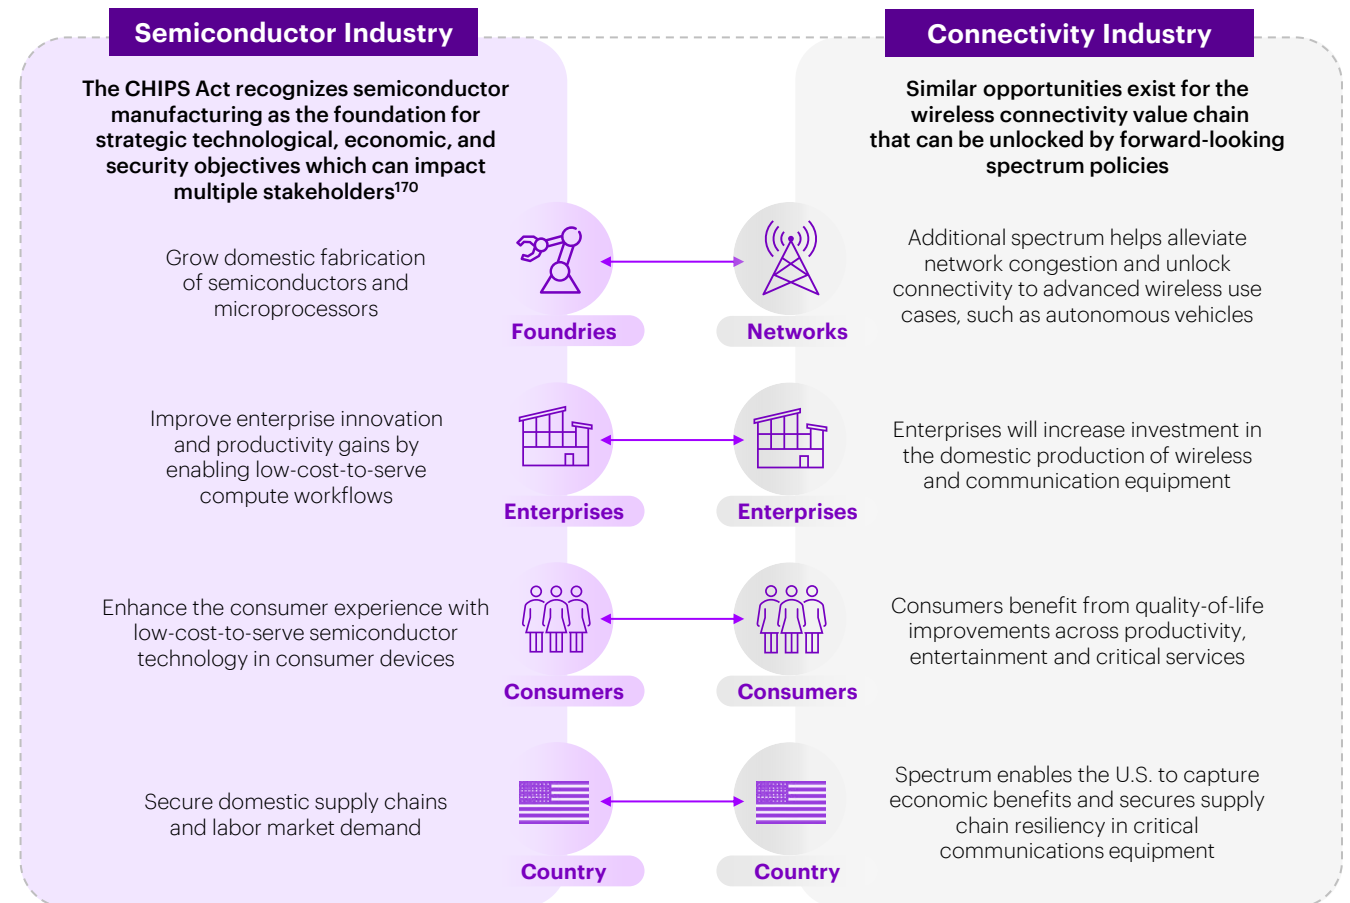 Semiconductor Industry
The CHIPS Act recognizes semiconductor
manufacturing as the foundation for
strategic technological, economic, and
security objectives which can impact
multiple stakeholders170
Connectivity Industry
Similar opportunities exist for the
wireless connectivity value chain
that can be unlocked by forward-looking
spectrum policies
Grow domestic fabrication
of semiconductors and
microprocessors
Foundries
Networks
Additional spectrum helps alleviate
network congestion and unlock
connectivity to advanced wireless use
cases, such as autonomous vehicles
Improve enterprise innovation
and productivity gains by
enabling low-cost-to-serve
compute workflows
Enterprises
Enterprises
Enterprises will increase investment in
the domestic production of wireless
and communication equipment
Enhance the consumer experience with
low-cost-to-serve semiconductor
technology in consumer devices
Consumers
Consumers
Consumers benefit from quality-of-life
improvements across productivity,
entertainment and critical services
Secure domestic supply chains
and labor market demand
Country
Country
Spectrum enables the U.S. to capture
economic benefits and secures supply
chain resiliency in critical
communications equipment